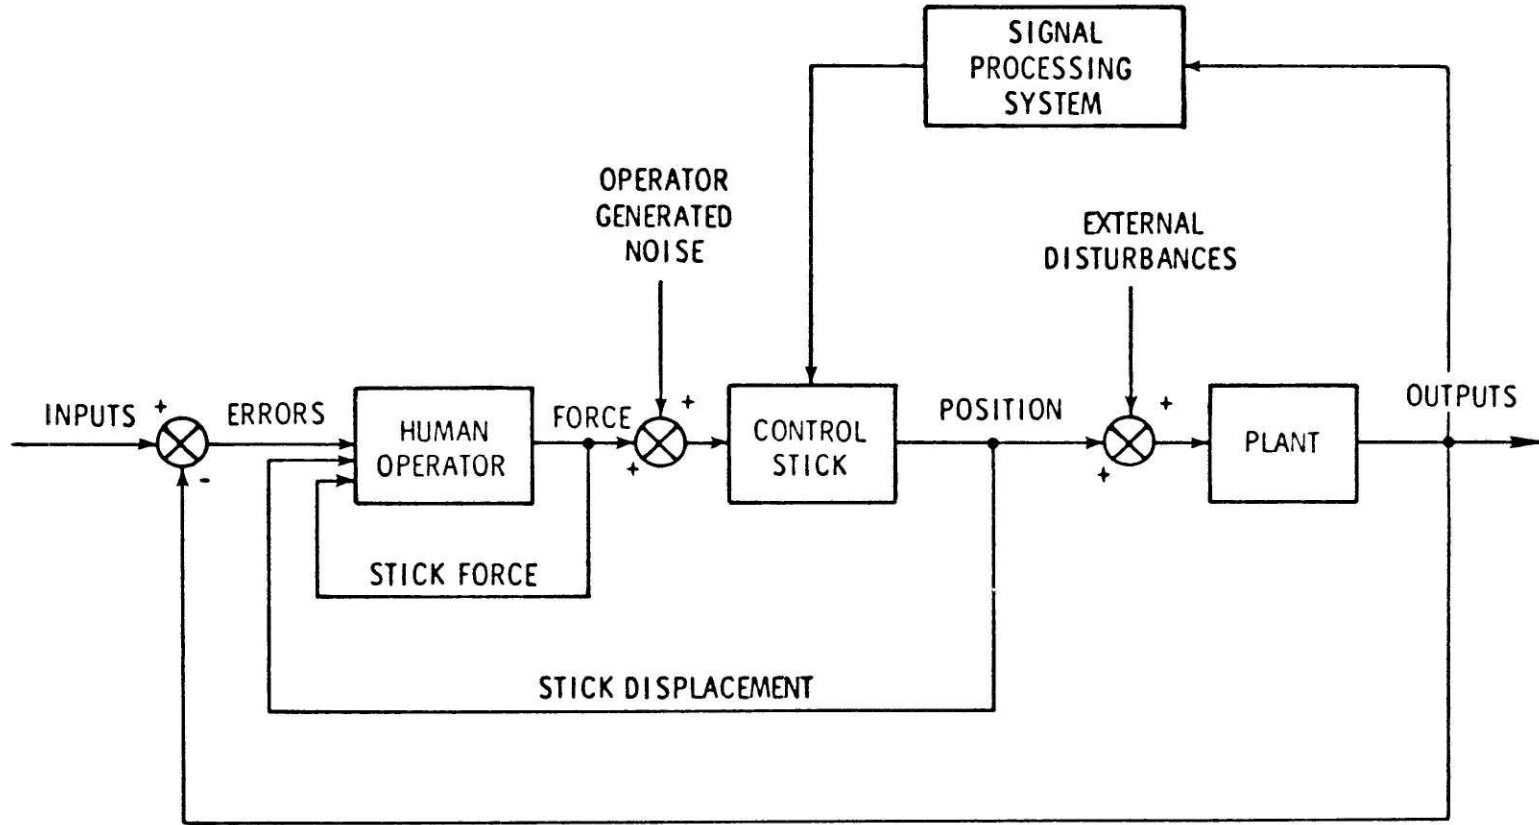 SIGNAL
PROCESSING
SYSTEM
OPERATOR
GENERATED
NOISE
EXTERNAL
DISTURBANCES
INPUTS
+
-
ERRORS
HUMAN
OPERATOR
FORCE
+
+
CONTROL
STICK
POSITION
+
+
PLANT
OUTPUTS
STICK FORCE
STICK DISPLACEMENT